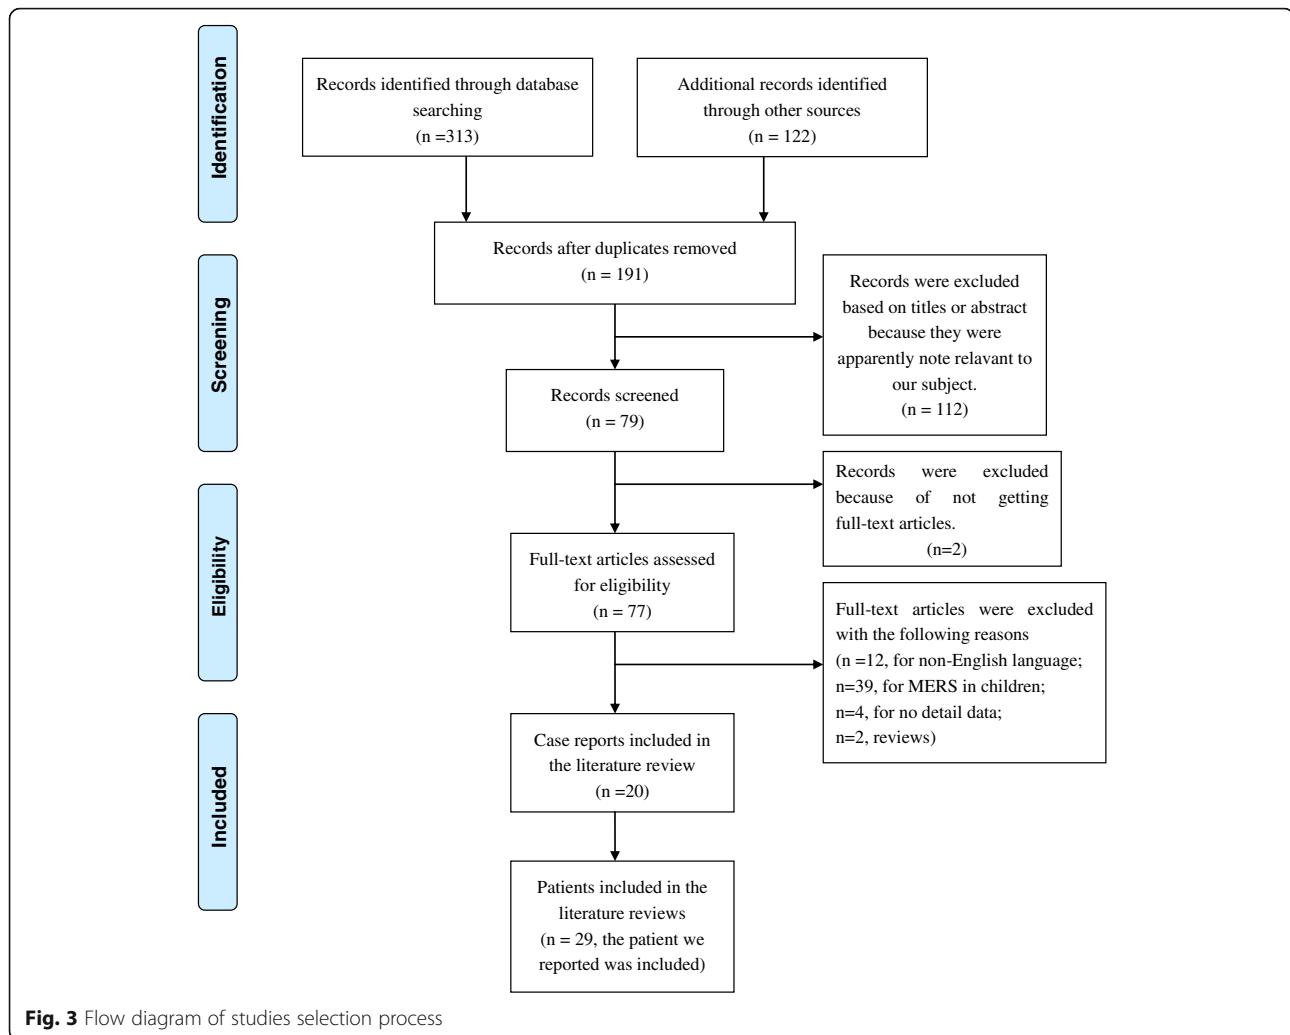 Identification
Records identified through database
searching
(n =313)
Additional records identified
through other sources
(n = 122)
Records after duplicates removed
(n = 191)
Screening
Records were excluded
based on titles or abstract
because they were
apparently note relavant to
our subject.
(n = 112)
Records screened
(n = 79)
Records were excluded
because of not getting
full-text articles.
(n=2)
Eligibility
Full-text articles assessed
for eligibility
(n = 77)
Full-text articles were excluded
with the following reasons
(n =12, for non-English language;
n=39, for MERS in children;
n=4, for no detail data;
n=2, reviews)
Included
Case reports included in
the literature review
(n =20)
Patients included in the
literature reviews
(n = 29, the patient we
reported was included)
Fig. 3 Flow diagram of studies selection process